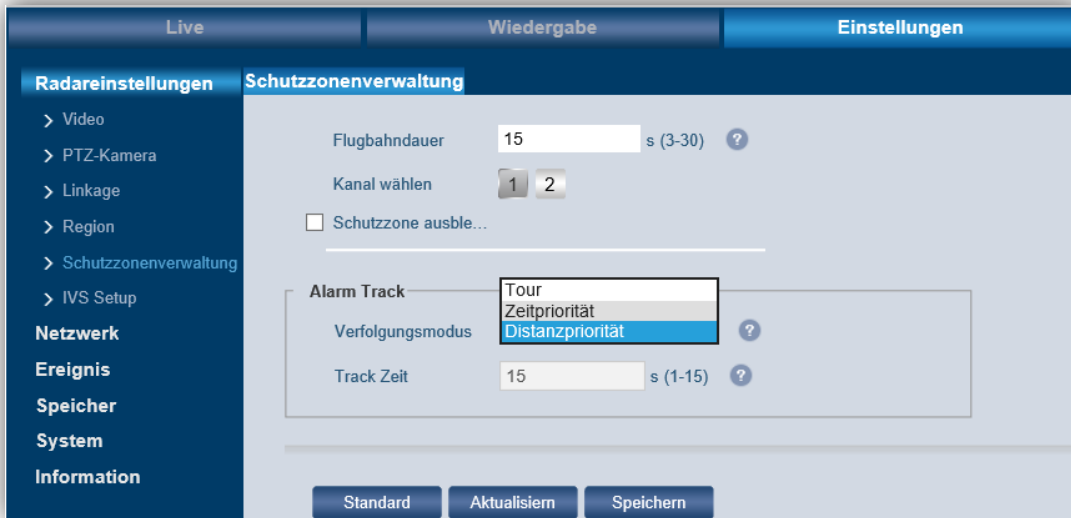 Live Wiedergabe Einstellungen
Radareinstellungen
Video
PTZ-Kamera
Linkage
Region
Schutzzonenverwaltung
IVS Setup
Netzwerk
Ereignis
Speicher
System
Information
Schutzzonenverwaltung
Flugbahndauer 15 s (3-30) ?
Kanal wählen 1 2
Schutzzone ausble...
Alarm Track
Tour
Zeitpriorität
Verfolgungsmodus Distanzpriorität ?
Track Zeit 15 s (1-15) ?
Standard Aktualisiern Speichern